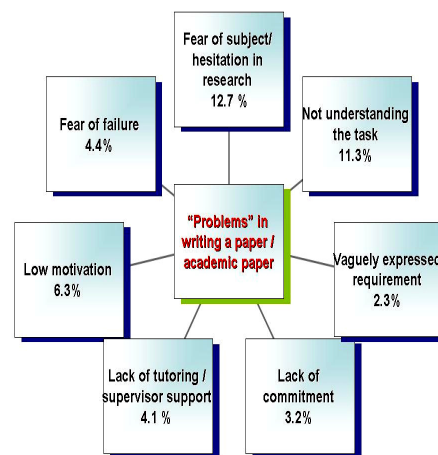 Fear of subject/
hesitation in
research
12.7 %
Not understanding
the task
11.3%
Vaguely expressed
requirement
2.3%
Lack of
commitment
3.2%
Lack of tutoring /
supervisor support
4.1 %
Low motivation
6.3%
Fear of failure
4.4%
“Problems” in
writing a paper /
academic paper